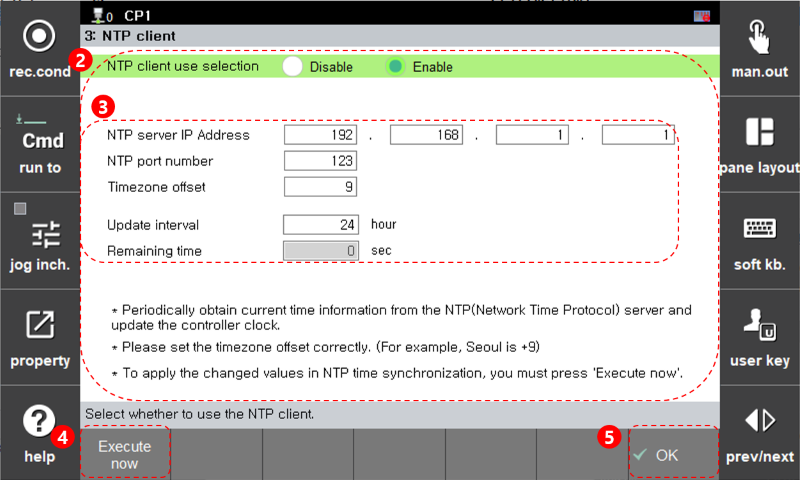 0 CP1
3: NTP client
rec.cond
2
NTP client use selection Disable Enable
man.out
3
NTP server IP Address 192 . 168 . 1 . 1
Cmd
run to
NTP port number 123
pane layout
Timezone offset 9
Update interval 24 hour
Remaining time 0 sec
jog inch.
soft kb.
* Periodically obtain current time information from the NTP(Network Time Protocol) server and
update the controller clock.
* Please set the timezone offset correctly. (For example, Seoul is +9)
property
U
user key
* To apply the changed values in NTP time synchronization, you must press 'Execute now'.
Select whether to use the NTP client.
?
help
4
Execute
now
5
OK
prev/next